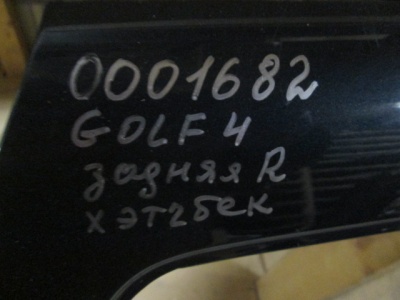 0001682
GOLF 4
задняя R
хэтчбек